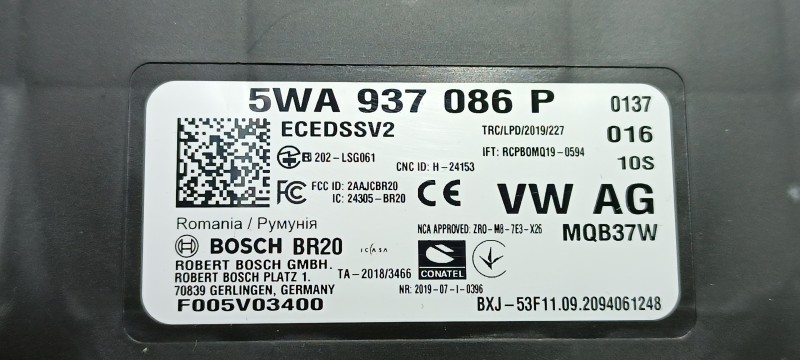 5WA 937 086 P
0137
ECEDSSV2
TRC/LPD/2019/227
016
R 202-LSG061
IFT: RCPBOMQ19-0594
CNC ID: H-24153
10S
FC
FCC ID: 2AAJCBR20
IC: 24305-BR20
CE
VW AG
Romania / Румунія
NCA APPROVED: ZRO-M8-7E3-X26
MQB37W
BOSCH BR20
ICASA
ROBERT BOSCH GMBH.
ROBERT BOSCH PLATZ 1.
TA-2018/3466
CONATEL
70839 GERLINGEN, GERMANY
NR: 2019-07-I-0396
F005V03400
BXJ-53F11.09.2094061248